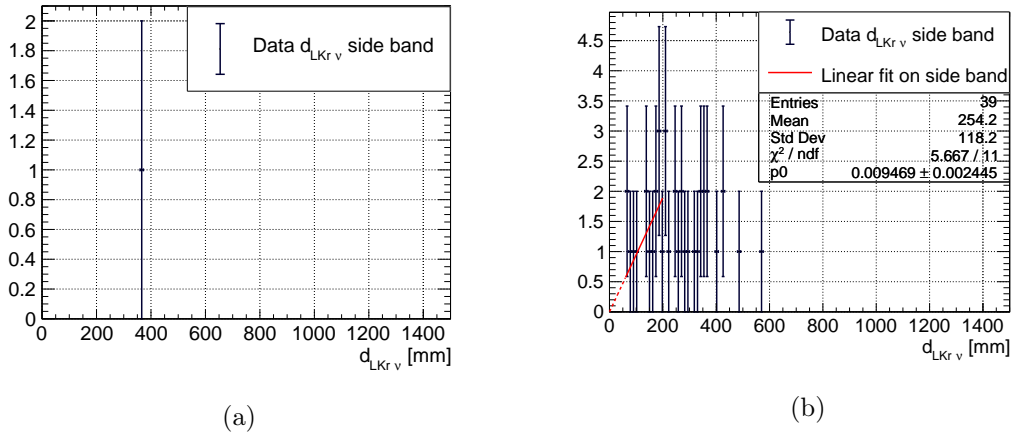 2
1.8
1.6
1.4
1.2
1
0.8
0.6
0.4
0.2
0
0 200 400 600 800 1000 1200 1400
d_LKr ν [mm]
Data d_LKr ν side band
(a)
4.5
4
3.5
3
2.5
2
1.5
1
0.5
0
0 200 400 600 800 1000 1200 1400
d_LKr ν [mm]
Data d_LKr ν side band
Linear fit on side band
Entries 39
Mean 254.2
Std Dev 118.2
χ² / ndf 5.667 / 11
p0 0.009469 ± 0.002445
(b)